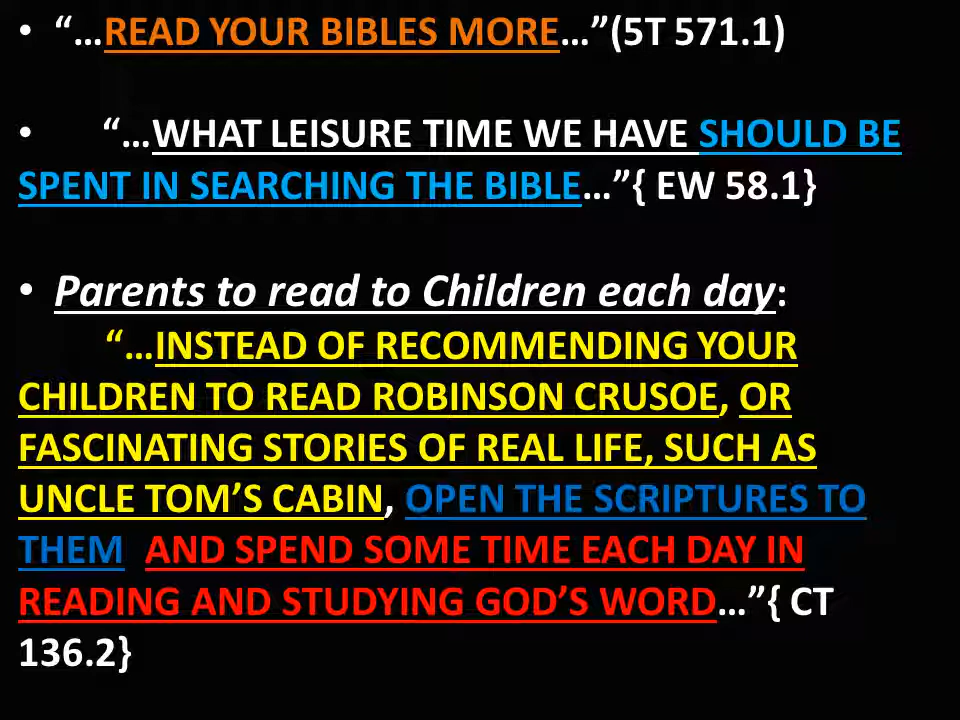 • “…READ YOUR BIBLES MORE…”(5T 571.1)
• “…WHAT LEISURE TIME WE HAVE SHOULD BE
SPENT IN SEARCHING THE BIBLE…”{ EW 58.1}
• Parents to read to Children each day:
“…INSTEAD OF RECOMMENDING YOUR
CHILDREN TO READ ROBINSON CRUSOE, OR
FASCINATING STORIES OF REAL LIFE, SUCH AS
UNCLE TOM’S CABIN, OPEN THE SCRIPTURES TO
THEM AND SPEND SOME TIME EACH DAY IN
READING AND STUDYING GOD’S WORD…”{ CT
136.2}